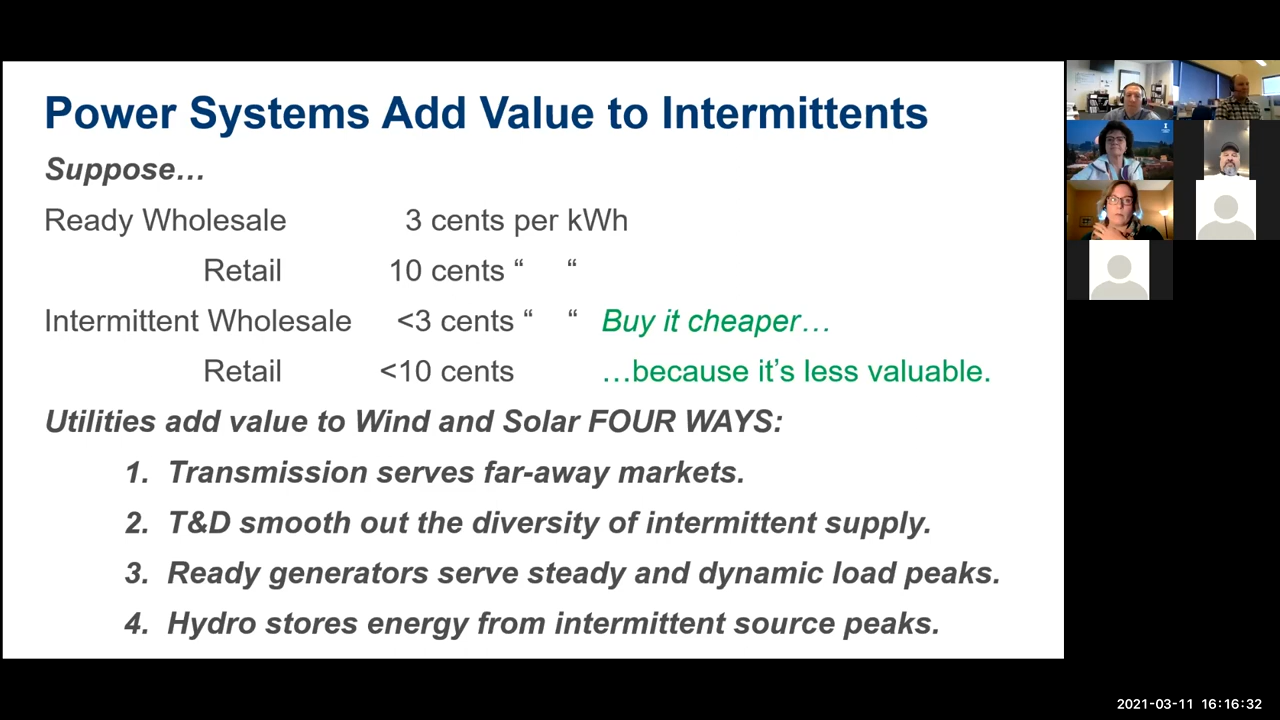 Power Systems Add Value to Intermittents
Suppose…
Ready Wholesale 3 cents per kWh
Retail 10 cents “ “
Intermittent Wholesale <3 cents “ “ Buy it cheaper…
Retail <10 cents …because it’s less valuable.
Utilities add value to Wind and Solar FOUR WAYS:
1. Transmission serves far-away markets.
2. T&D smooth out the diversity of intermittent supply.
3. Ready generators serve steady and dynamic load peaks.
4. Hydro stores energy from intermittent source peaks.
2021-03-11 16:16:32